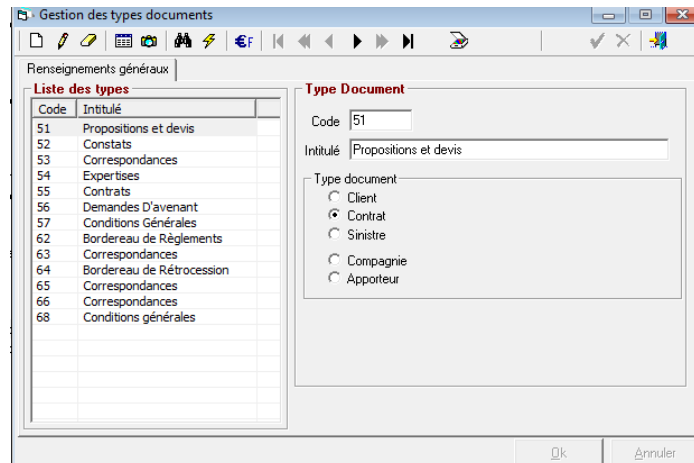 Gestion des types documents
€F
Renseignements généraux
Liste des types
Code Intitulé
51 Propositions et devis
52 Constats
53 Correspondances
54 Expertises
55 Contrats
56 Demandes D'avenant
57 Conditions Générales
62 Bordereau de Règlements
63 Correspondances
64 Bordereau de Rétrocession
65 Correspondances
66 Correspondances
68 Conditions générales
Type Document
Code 51
Intitulé Propositions et devis
Type document
Client
Contrat
Sinistre
Compagnie
Apporteur
Ok Annuler